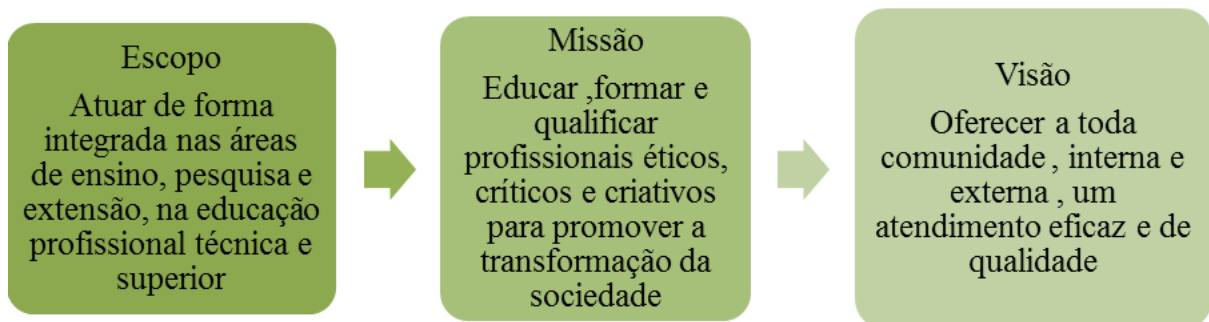 Escopo
Atuar de forma
integrada nas áreas
de ensino, pesquisa e
extensão, na educação
profissional técnica e
superior
Missão
Educar ,formar e
qualificar
profissionais éticos,
críticos e criativos
para promover a
transformação da
sociedade
Visão
Oferecer a toda
comunidade , interna e
externa , um
atendimento eficaz e de
qualidade